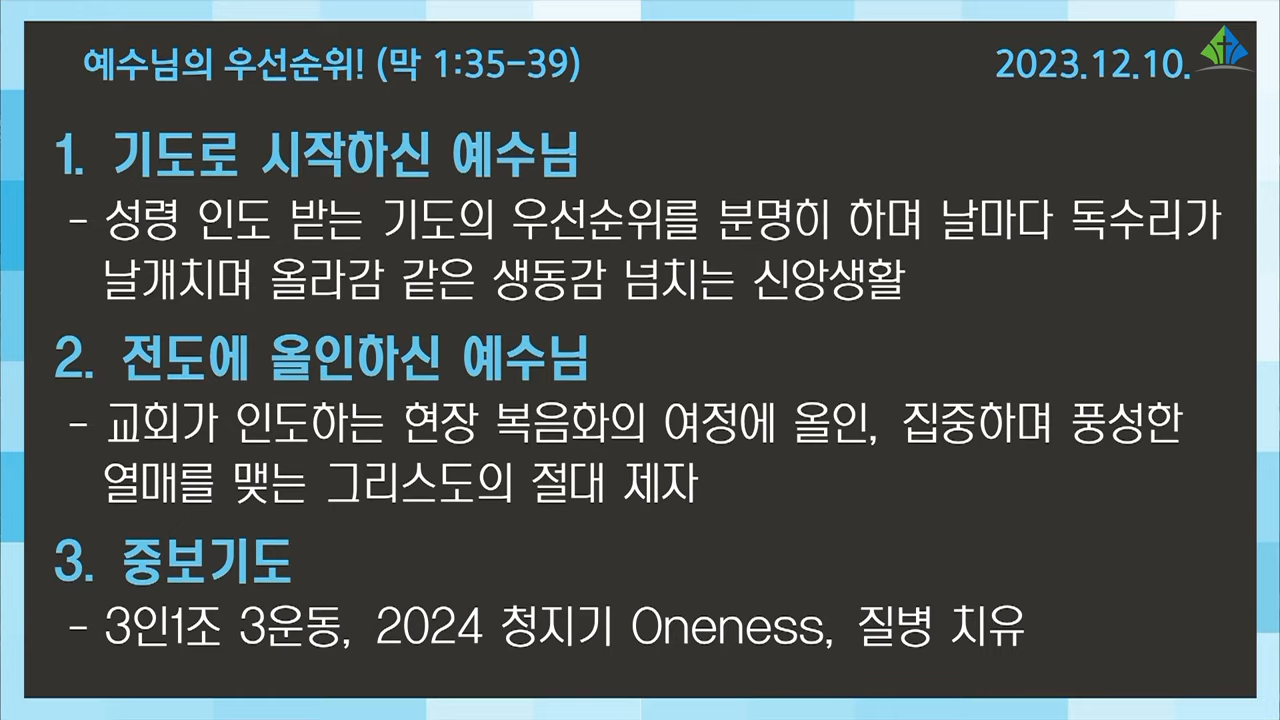 예수님의 우선순위! (막 1:35-39)
2023.12.10.
1. 기도로 시작하신 예수님
- 성령 인도 받는 기도의 우선순위를 분명히 하며 날마다 독수리가
날개치며 올라감 같은 생동감 넘치는 신앙생활
2. 전도에 올인하신 예수님
- 교회가 인도하는 현장 복음화의 여정에 올인, 집중하며 풍성한
열매를 맺는 그리스도의 절대 제자
3. 중보기도
- 3인1조 3운동, 2024 청지기 Oneness, 질병 치유